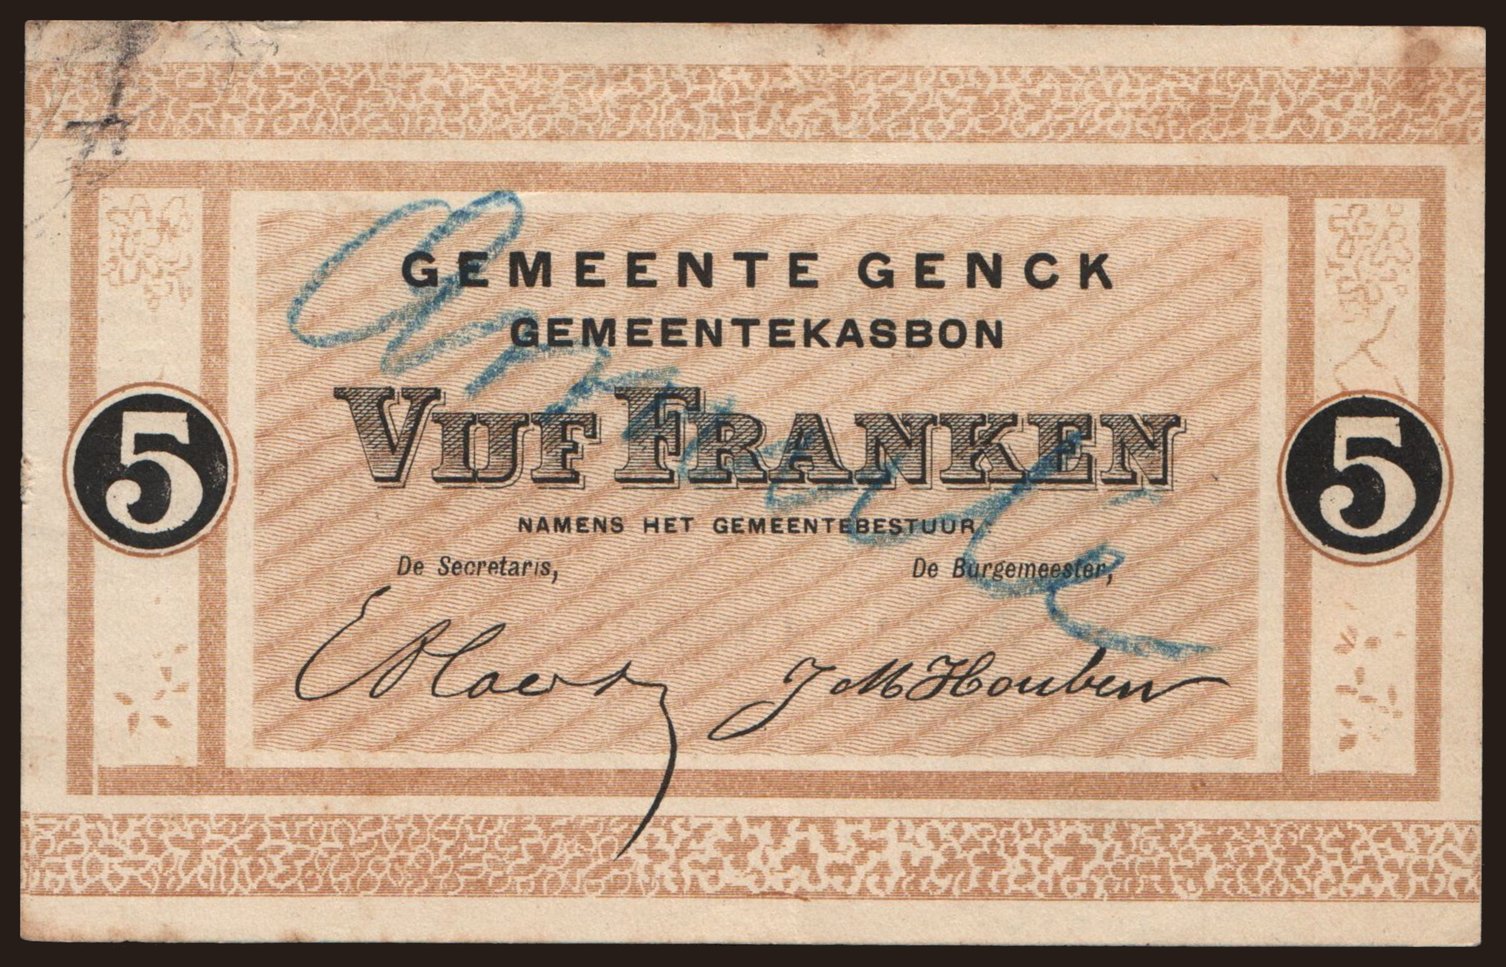 GEMEENTE GENCK
GEMEENTEKASBON
VIJF FRANKEN
5
5
NAMENS HET GEMEENTEBESTUUR
De Secretaris,
De Burgemeester,
J M Houben